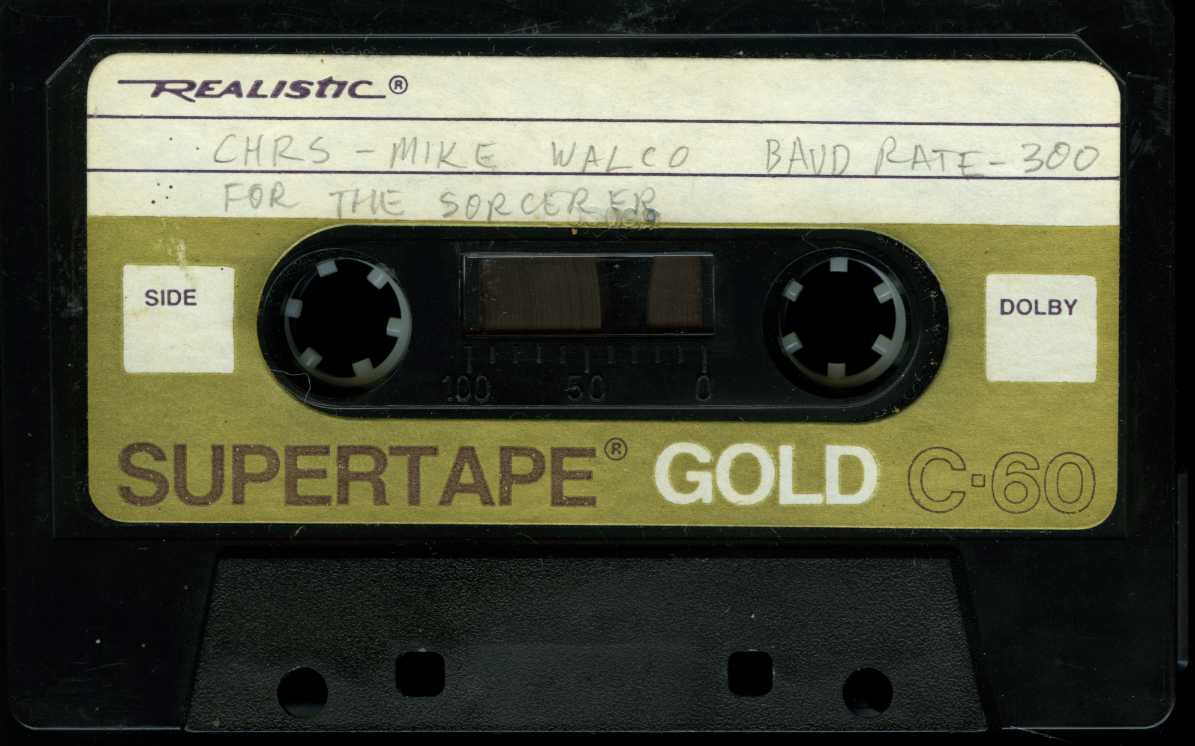 REALISTIC®
CHRS - MIKE WALCO BAUD RATE - 300
FOR THE SORCERER
SIDE
DOLBY
100 50 0
SUPERTAPE® GOLD C-60